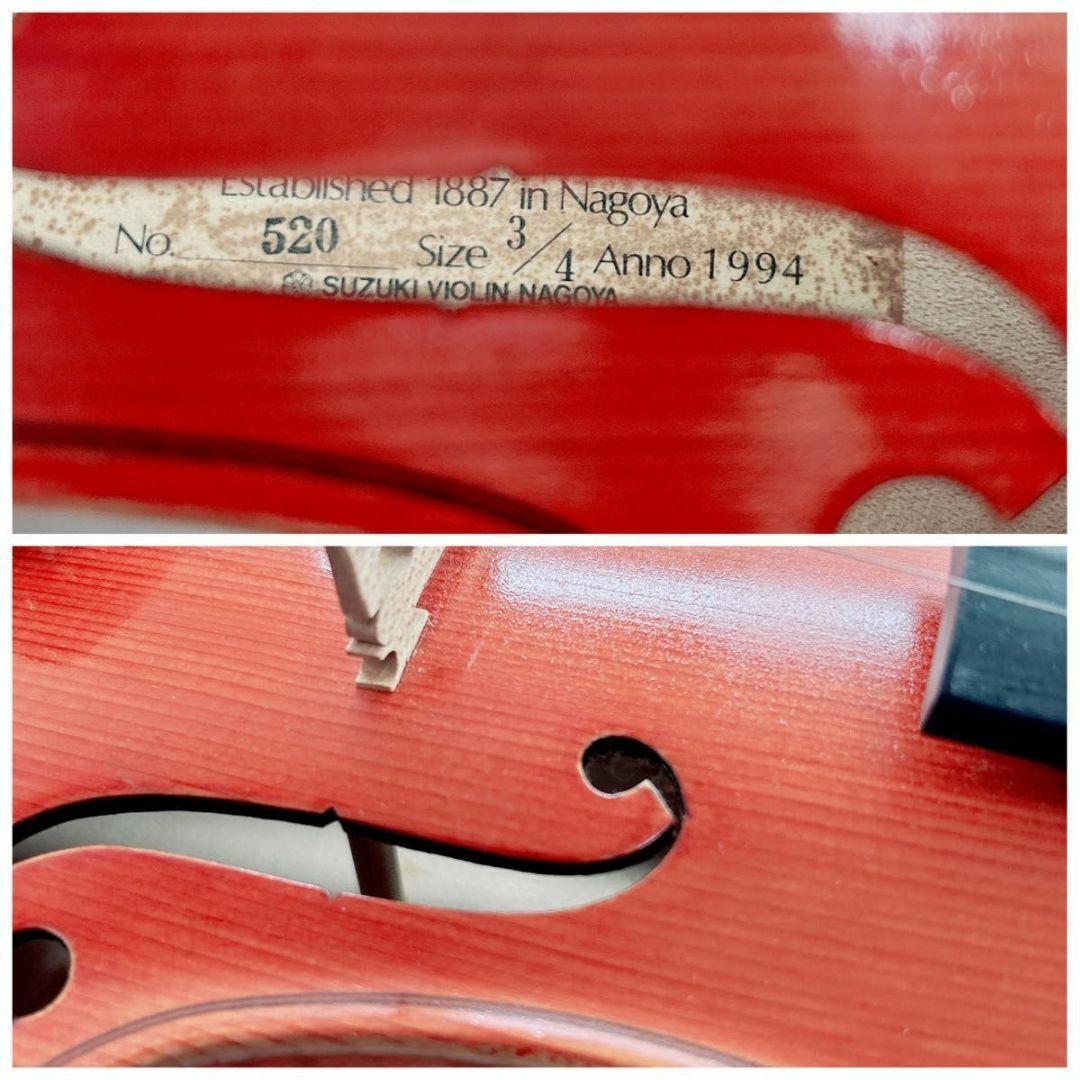 Established 1887 in Nagoya
No. 520 Size 3/4 Anno 1994
SUZUKI VIOLIN NAGOYA